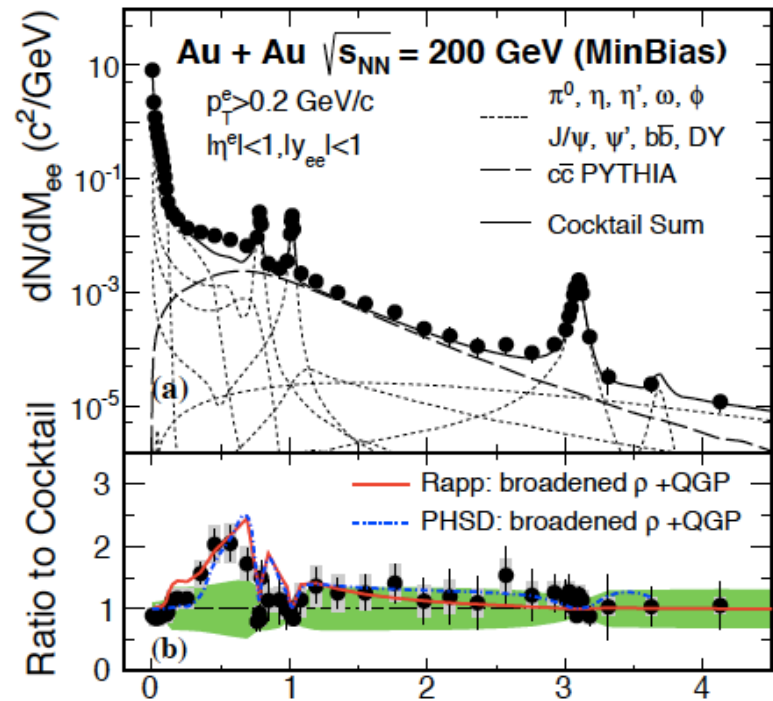 Au + Au √s_NN = 200 GeV (MinBias)
p_T^e>0.2 GeV/c
|η^e|<1,|y_ee|<1
π⁰, η, η’, ω, ϕ
J/ψ, ψ’, bb̅, DY
cc̅ PYTHIA
Cocktail Sum
dN/dM_ee (c²/GeV)
10
10⁻¹
10⁻³
10⁻⁵
(a)
Ratio to Cocktail
3
2
1
0
Rapp: broadened ρ +QGP
PHSD: broadened ρ +QGP
(b)
0 1 2 3 4